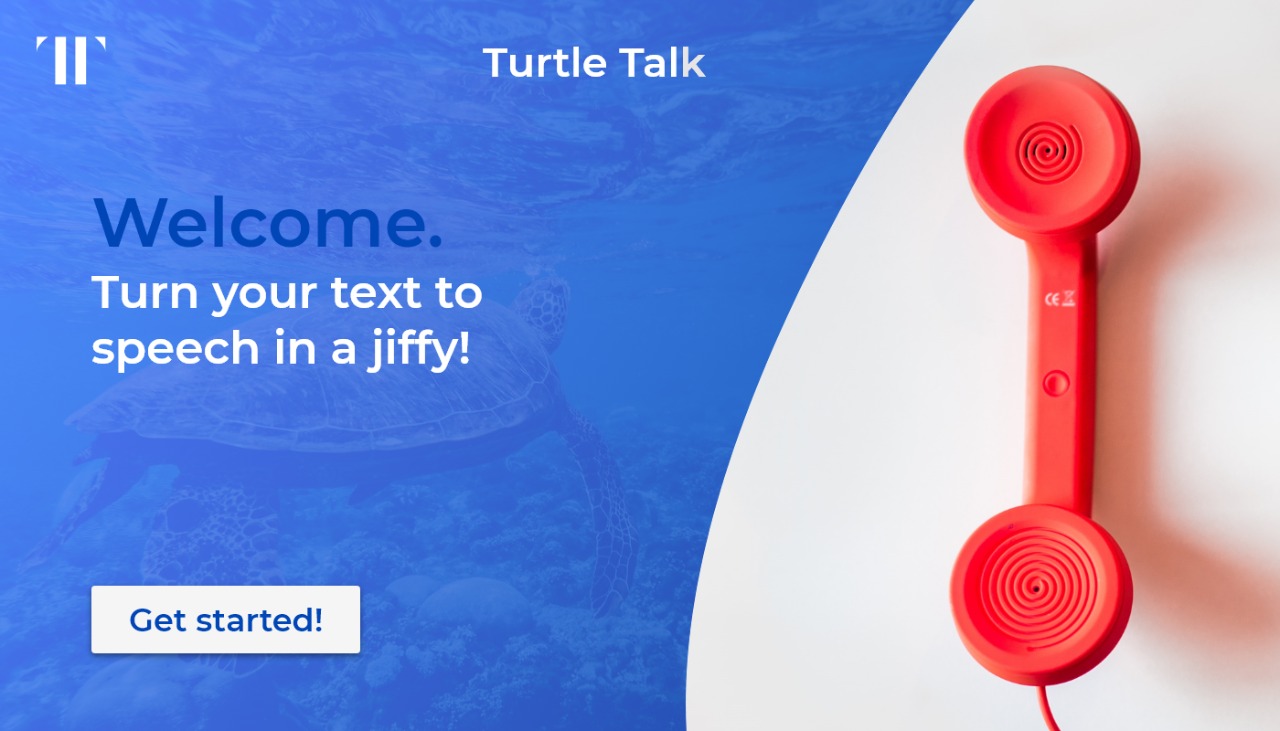 TT
Turtle Talk
Welcome.
Turn your text to
speech in a jiffy!
CE
Get started!